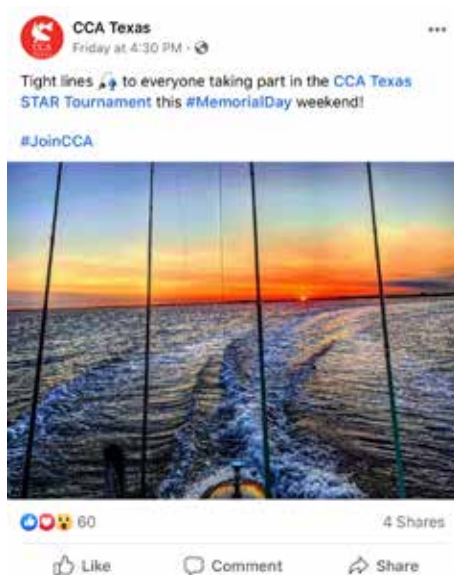 CCA Texas
Friday at 4:30 PM ·
Tight lines 🎣 to everyone taking part in the CCA Texas
STAR Tournament this #MemorialDay weekend!
#JoinCCA
60
4 Shares
Like
Comment
Share
CCA